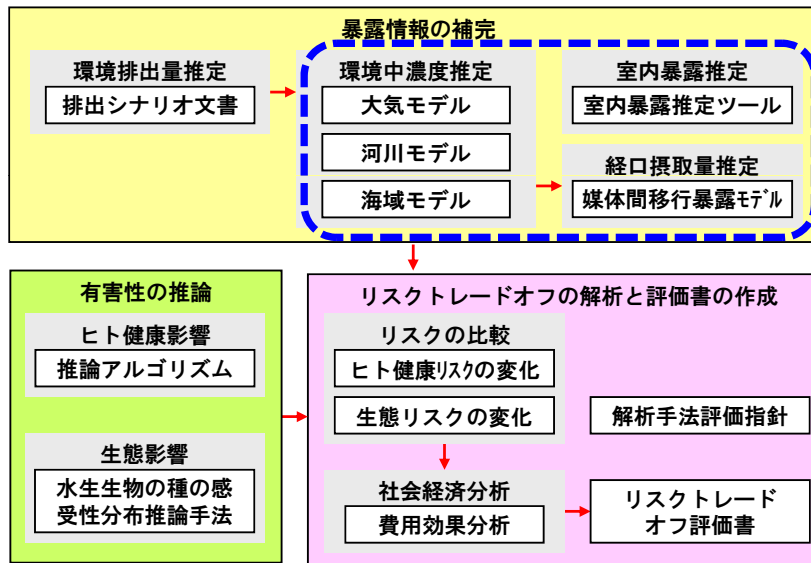 暴露情報の補完
環境排出量推定
排出シナリオ文書
環境中濃度推定
大気モデル
河川モデル
海域モデル
室内暴露推定
室内暴露推定ツール
経口摂取量推定
媒体間移行暴露ﾓﾃﾞﾙ
有害性の推論
ヒト健康影響
推論アルゴリズム
生態影響
水生生物の種の感
受性分布推論手法
リスクトレードオフの解析と評価書の作成
リスクの比較
ヒト健康ﾘｽｸの変化
生態リスクの変化
解析手法評価指針
社会経済分析
費用効果分析
リスクトレード
オフ評価書